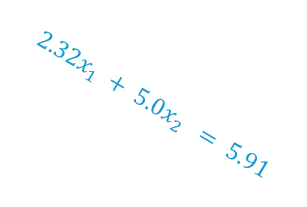 2.32x₁ + 5.0x₂ = 5.91